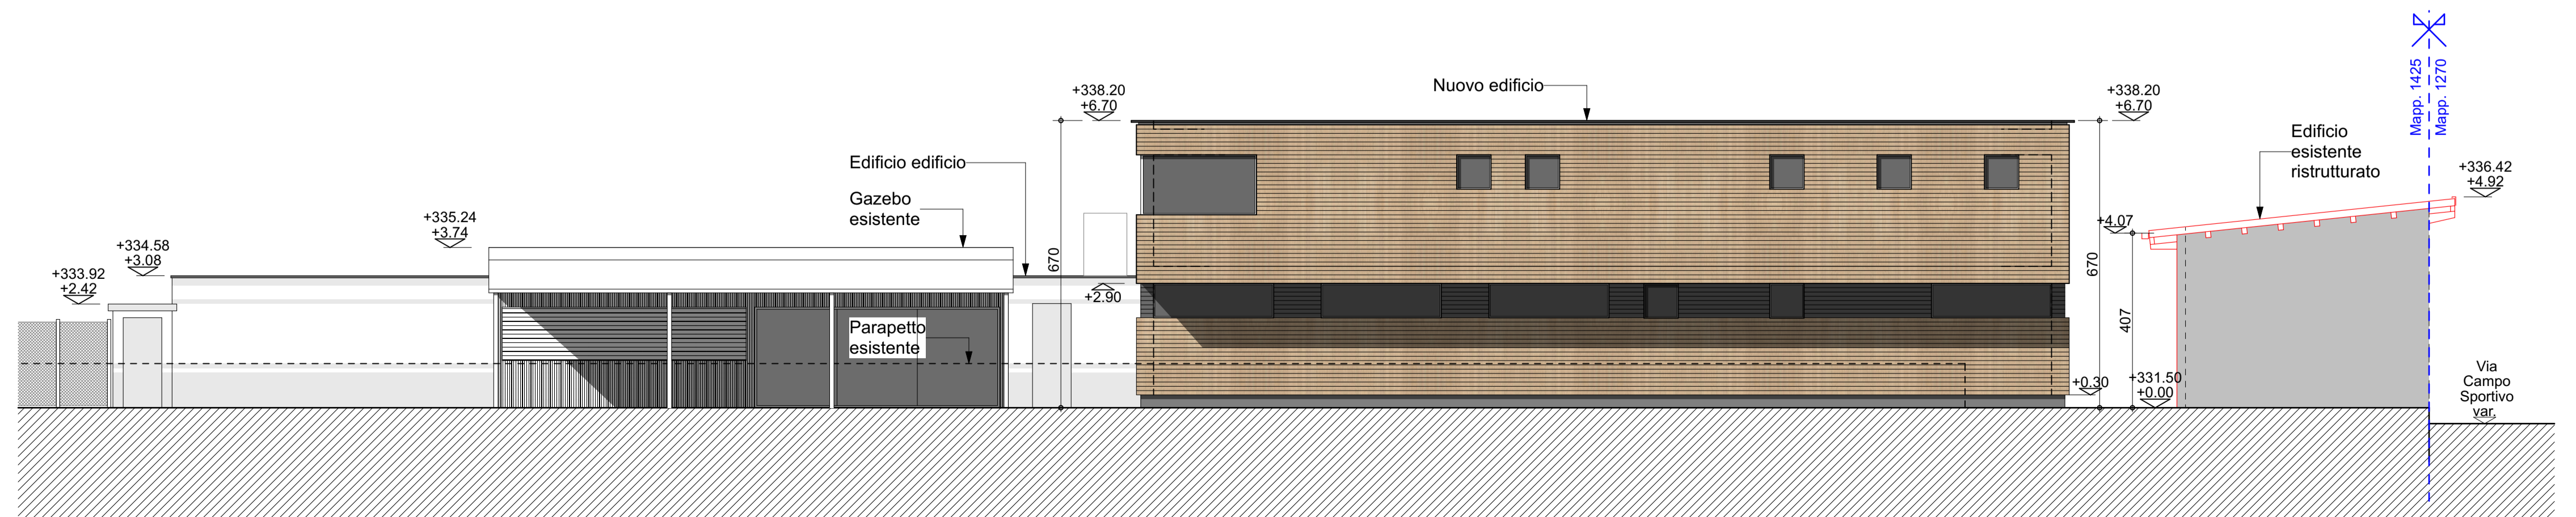 +333.92
+2.42
+334.58
+3.08
+335.24
+3.74
Edificio edificio
Gazebo
esistente
Parapetto
esistente
670
+338.20
+6.70
+2.90
Nuovo edificio
+338.20
+6.70
670
+0.30
+4.07
407
+331.50
+0.00
Edificio
esistente
ristrutturato
Mapp. 1425
Mapp. 1270
+336.42
+4.92
Via
Campo
Sportivo
var.